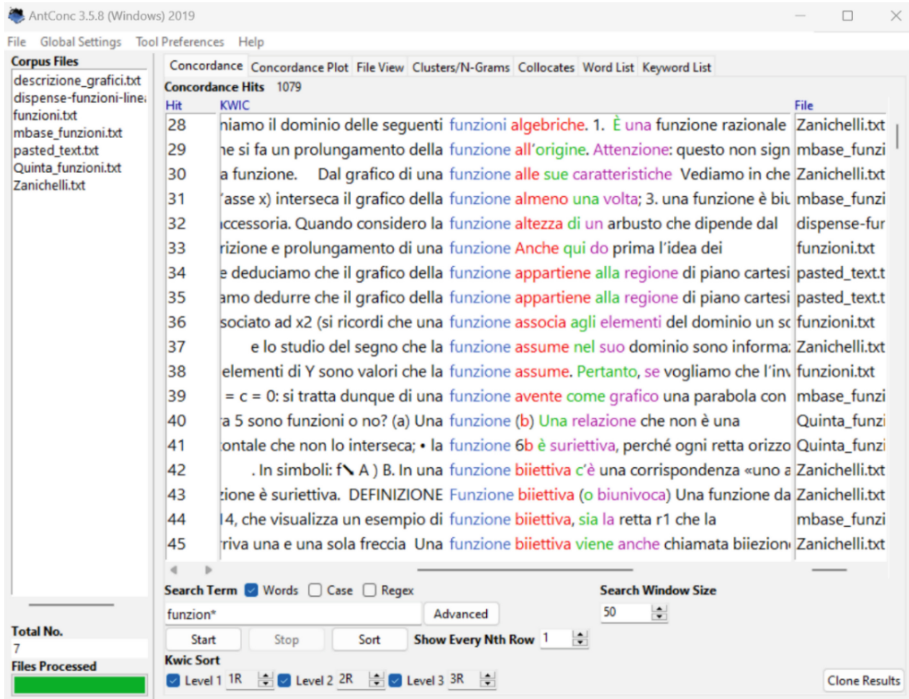 AntConc 3.5.8 (Windows) 2019
File Global Settings Tool Preferences Help
Corpus Files
descrizione_grafici.txt
dispense-funzioni-linea
funzioni.txt
mbase_funzioni.txt
pasted_text.txt
Quinta_funzioni.txt
Zanichelli.txt
Total No.
7
Files Processed
Concordance Concordance Plot File View Clusters/N-Grams Collocates Word List Keyword List
Concordance Hits 1079
Hit KWIC File
28 niamo il dominio delle seguenti funzioni algebriche. 1. È una funzione razionale Zanichelli.txt
29 ne si fa un prolungamento della funzione all'origine. Attenzione: questo non sign mbase_funzi
30 a funzione. Dal grafico di una funzione alle sue caratteristiche Vediamo in che Zanichelli.txt
31 'asse x) interseca il grafico della funzione almeno una volta; 3. una funzione è biu mbase_funzi
32 accessoria. Quando considero la funzione altezza di un arbusto che dipende dal dispense-fur
33 rizione e prolungamento di una funzione Anche qui do prima l'idea dei funzioni.txt
34 e deduciamo che il grafico della funzione appartiene alla regione di piano cartesi pasted_text.t
35 amo dedurre che il grafico della funzione appartiene alla regione di piano cartesi pasted_text.t
36 sociato ad x2 (si ricordi che una funzione associa agli elementi del dominio un so funzioni.txt
37 e lo studio del segno che la funzione assume nel suo dominio sono informa: Zanichelli.txt
38 elementi di Y sono valori che la funzione assume. Pertanto, se vogliamo che l'inv funzioni.txt
39 = c = 0: si tratta dunque di una funzione avente come grafico una parabola con mbase_funzi
40 ra 5 sono funzioni o no? (a) Una funzione (b) Una relazione che non è una Quinta_funzi
41 ontale che non lo interseca; • la funzione 6b è suriettiva, perché ogni retta orizzo Quinta_funzi
42 . In simboli: f A ) B. In una funzione biiettiva c'è una corrispondenza «uno a Zanichelli.txt
43 zione è suriettiva. DEFINIZIONE Funzione biiettiva (o biunivoca) Una funzione da Zanichelli.txt
44 14, che visualizza un esempio di funzione biiettiva, sia la retta r1 che la mbase_funzi
45 rriva una e una sola freccia Una funzione biiettiva viene anche chiamata biiezion Zanichelli.txt
Search Term Words Case Regex Search Window Size
funzion* Advanced 50
Start Stop Sort Show Every Nth Row 1
Kwic Sort
Level 1 1R Level 2 2R Level 3 3R Clone Results